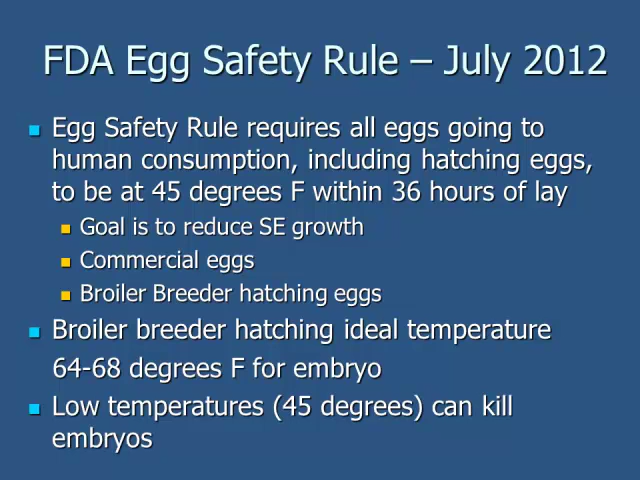 FDA Egg Safety Rule – July 2012
Egg Safety Rule requires all eggs going to
human consumption, including hatching eggs,
to be at 45 degrees F within 36 hours of lay
Goal is to reduce SE growth
Commercial eggs
Broiler Breeder hatching eggs
Broiler breeder hatching ideal temperature
64-68 degrees F for embryo
Low temperatures (45 degrees) can kill
embryos